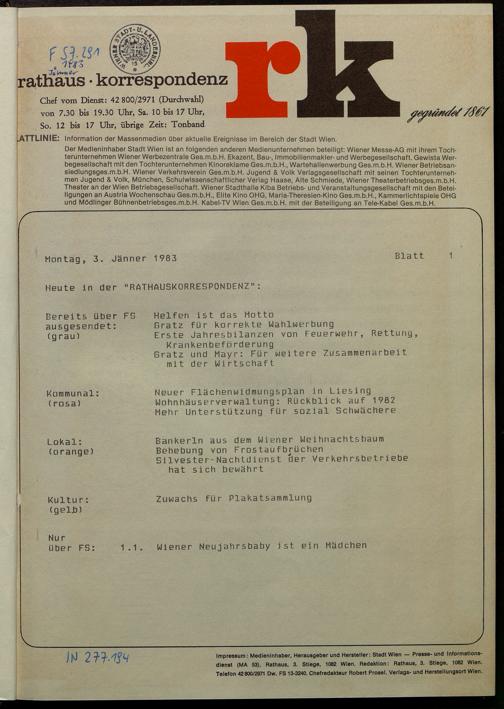 F 57.291
1983
Jänner
rk
rathaus · korrespondenz
gegründet 1861
Chef vom Dienst: 42 800/2971 (Durchwahl)
von 7.30 bis 19.30 Uhr, Sa. 10 bis 17 Uhr,
So. 12 bis 17 Uhr, übrige Zeit: Tonband
LATTLINIE: Information der Massenmedien über aktuelle Ereignisse im Bereich der Stadt Wien.
Der Medieninhaber Stadt Wien ist an folgenden anderen Medienunternehmen beteiligt: Wiener Messe-AG mit ihrem Toch-
terunternehmen Wiener Werbezentrale Ges.m.b.H. Ekazent, Bau-, Immobilienmakler- und Werbegesellschaft. Gewista Wer-
begesellschaft mit den Tochterunternehmen Kinoreklame Ges.m.b.H., Wartehallenwerbung Ges.m.b.H. Wiener Betriebsan-
siedlungsges.m.b.H. Wiener Verkehrsverein Ges.m.b.H. Jugend & Volk Verlagsgesellschaft mit seinen Tochterunterneh-
men Jugend & Volk, München, Schulwissenschaftlicher Verlag Haase, Alte Schmiede, Wiener Theaterbetriebsges.m.b.H.
Theater an der Wien Betriebsgesellschaft. Wiener Stadthalle Kiba Betriebs- und Veranstaltungsgesellschaft mit den Betei-
ligungen an Austria Wochenschau Ges.m.b.H., Elite Kino OHG, Maria-Theresien-Kino Ges.m.b.H., Kammerlichtspiele OHG
und Mödlinger Bühnenbetriebsges.m.b.H. Kabel-TV Wien Ges.m.b.H. mit der Beteiligung an Tele-Kabel Ges.m.b.H.
Montag, 3. Jänner 1983 Blatt 1
Heute in der "RATHAUSKORRESPONDENZ":
Bereits über FS Helfen ist das Motto
ausgesendet: Gratz für korrekte Wahlwerbung
(grau) Erste Jahresbilanzen von Feuerwehr, Rettung,
Krankenbeförderung
Gratz und Mayr: Für weitere Zusammenarbeit
mit der Wirtschaft
Kommunal: Neuer Flächenwidmungsplan in Liesing
(rosa) Wohnhäuserverwaltung: Rückblick auf 1982
Mehr Unterstützung für sozial Schwächere
Lokal: Bankerln aus dem Wiener Weihnachtsbaum
(orange) Behebung von Frostaufbrüchen
Silvester-Nachtdienst der Verkehrsbetriebe
hat sich bewährt
Kultur: Zuwachs für Plakatsammlung
(gelb)
Nur
über FS: 1.1. Wiener Neujahrsbaby ist ein Mädchen
IN 277.194
Impressum: Medieninhaber, Herausgeber und Hersteller: Stadt Wien — Presse- und Informations-
dienst (MA 53), Rathaus, 3. Stiege, 1082 Wien. Redaktion: Rathaus, 3. Stiege, 1082 Wien.
Telefon 42 800/2971 Dw. FS 13-3240. Chefredakteur Robert Prosel. Verlags- und Herstellungsort Wien.